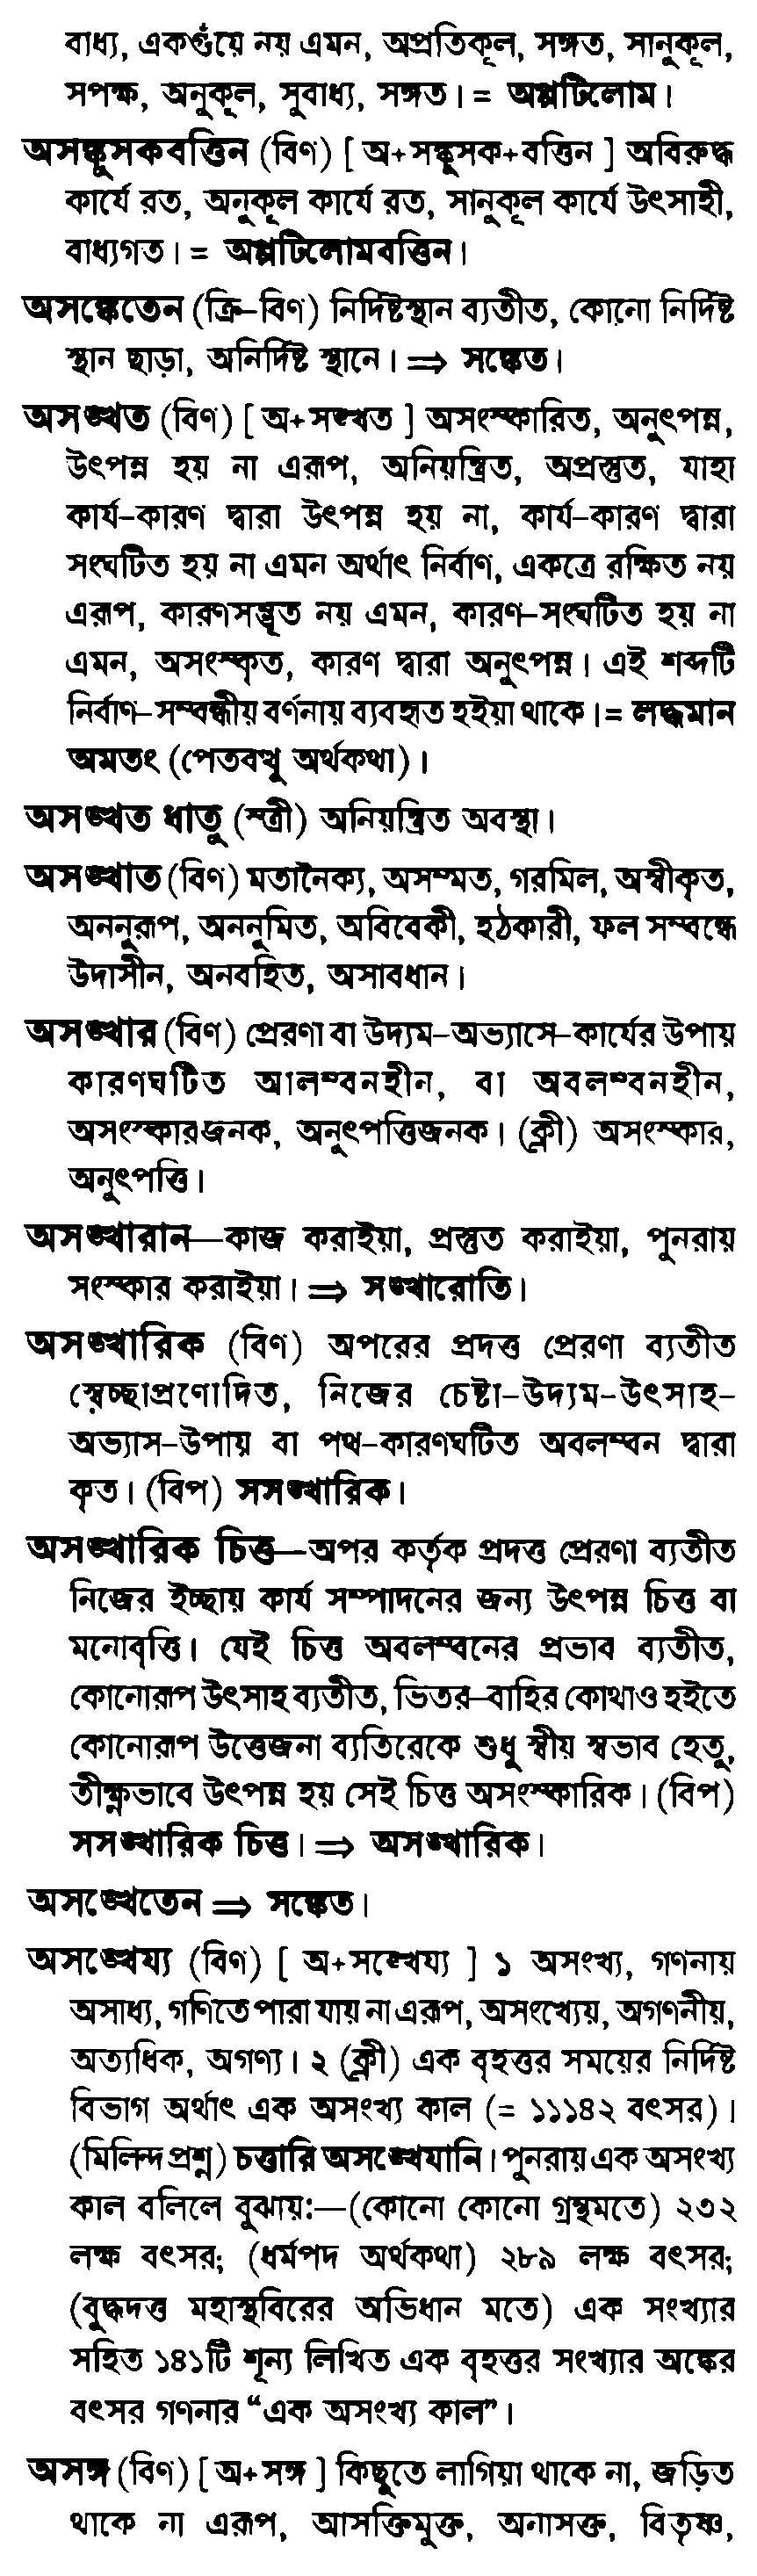 বাধ্য, একগুঁয়ে নয় এমন, অপ্রতিকূল, সঙ্গত, সানুকূল,
সপক্ষ, অনুকূল, সুবাধ্য, সঙ্গত। = অপ্পটিলোম।
অসঙ্কুসকবত্তিন (বিণ) [ অ+সঙ্কুসক+বত্তিন ] অবিরুদ্ধ
কার্যে রত, অনুকূল কার্যে রত, সানুকূল কার্যে উৎসাহী,
বাধ্যগত। = অপ্পটিলোমবত্তিন।
অসঙ্কেতেন (ক্রি-বিণ) নির্দিষ্টস্থান ব্যতীত, কোনো নির্দিষ্ট
স্থান ছাড়া, অনির্দিষ্ট স্থানে। ⇒ সঙ্কেত।
অসঙ্খত (বিণ) [ অ+সঙ্খত ] অসংস্কারিত, অনুৎপন্ন,
উৎপন্ন হয় না এরূপ, অনিয়ন্ত্রিত, অপ্রস্তুত, যাহা
কার্য-কারণ দ্বারা উৎপন্ন হয় না, কার্য-কারণ দ্বারা
সংঘটিত হয় না এমন অর্থাৎ নির্বাণ, একত্রে রক্ষিত নয়
এরূপ, কারণসম্ভূত নয় এমন, কারণ-সংঘটিত হয় না
এমন, অসংস্কৃত, কারণ দ্বারা অনুৎপন্ন। এই শব্দটি
নির্বাণ-সম্বন্ধীয় বর্ণনায় ব্যবহৃত হইয়া থাকে। = লদ্ধমান
অমতং (পেতবত্থু অর্থকথা)।
অসঙ্খত ধাতু (স্ত্রী) অনিয়ন্ত্রিত অবস্থা।
অসঙ্খাত (বিণ) মতানৈক্য, অসম্মত, গরমিল, অস্বীকৃত,
অননুরূপ, অননুমিত, অবিবেকী, হঠকারী, ফল সম্বন্ধে
উদাসীন, অনবহিত, অসাবধান।
অসঙ্খার (বিণ) প্রেরণা বা উদ্যম-অভ্যাসে-কার্যের উপায়
কারণঘটিত আলম্বনহীন, বা অবলম্বনহীন,
অসংস্কারজনক, অনুৎপত্তিজনক। (ক্লী) অসংস্কার,
অনুৎপত্তি।
অসঙ্খারান—কাজ করাইয়া, প্রস্তুত করাইয়া, পুনরায়
সংস্কার করাইয়া। ⇒ সঙ্খারোতি।
অসঙ্খারিক (বিণ) অপরের প্রদত্ত প্রেরণা ব্যতীত
স্বেচ্ছাপ্রণোদিত, নিজের চেষ্টা-উদ্যম-উৎসাহ-
অভ্যাস-উপায় বা পথ-কারণঘটিত অবলম্বন দ্বারা
কৃত। (বিপ) সসঙ্খারিক।
অসঙ্খারিক চিত্ত—অপর কর্তৃক প্রদত্ত প্রেরণা ব্যতীত
নিজের ইচ্ছায় কার্য সম্পাদনের জন্য উৎপন্ন চিত্ত বা
মনোবৃত্তি। যেই চিত্ত অবলম্বনের প্রভাব ব্যতীত,
কোনোরূপ উৎসাহ ব্যতীত, ভিতর-বাহির কোথাও হইতে
কোনোরূপ উত্তেজনা ব্যতিরেকে শুধু স্বীয় স্বভাব হেতু,
তীক্ষ্ণভাবে উৎপন্ন হয় সেই চিত্ত অসংস্কারিক। (বিপ)
সসঙ্খারিক চিত্ত। ⇒ অসঙ্খারিক।
অসঙ্খেতেন ⇒ সঙ্কেত।
অসঙ্খেয্য (বিণ) [ অ+সঙ্খেয্য ] ১ অসংখ্য, গণনায়
অসাধ্য, গণিতে পারা যায় না এরূপ, অসংখ্যেয়, অগণনীয়,
অত্যধিক, অগণ্য। ২ (ক্লী) এক বৃহত্তর সময়ের নির্দিষ্ট
বিভাগ অর্থাৎ এক অসংখ্য কাল (= ১১১৪২ বৎসর)।
(মিলিন্দ প্রশ্ন) চত্তারি অসঙ্খেযানি। পুনরায় এক অসংখ্য
কাল বলিলে বুঝায়:—(কোনো কোনো গ্রন্থমতে) ২৩২
লক্ষ বৎসর; (ধর্মপদ অর্থকথা) ২৮৯ লক্ষ বৎসর;
(বুদ্ধদত্ত মহাস্থবিরের অভিধান মতে) এক সংখ্যার
সহিত ১৪১টি শূন্য লিখিত এক বৃহত্তর সংখ্যার অঙ্কের
বৎসর গণনার “এক অসংখ্য কাল”।
অসঙ্গ (বিণ) [ অ+সঙ্গ ] কিছুতে লাগিয়া থাকে না, জড়িত
থাকে না এরূপ, আসক্তিমুক্ত, অনাসক্ত, বিতৃষ্ণ,